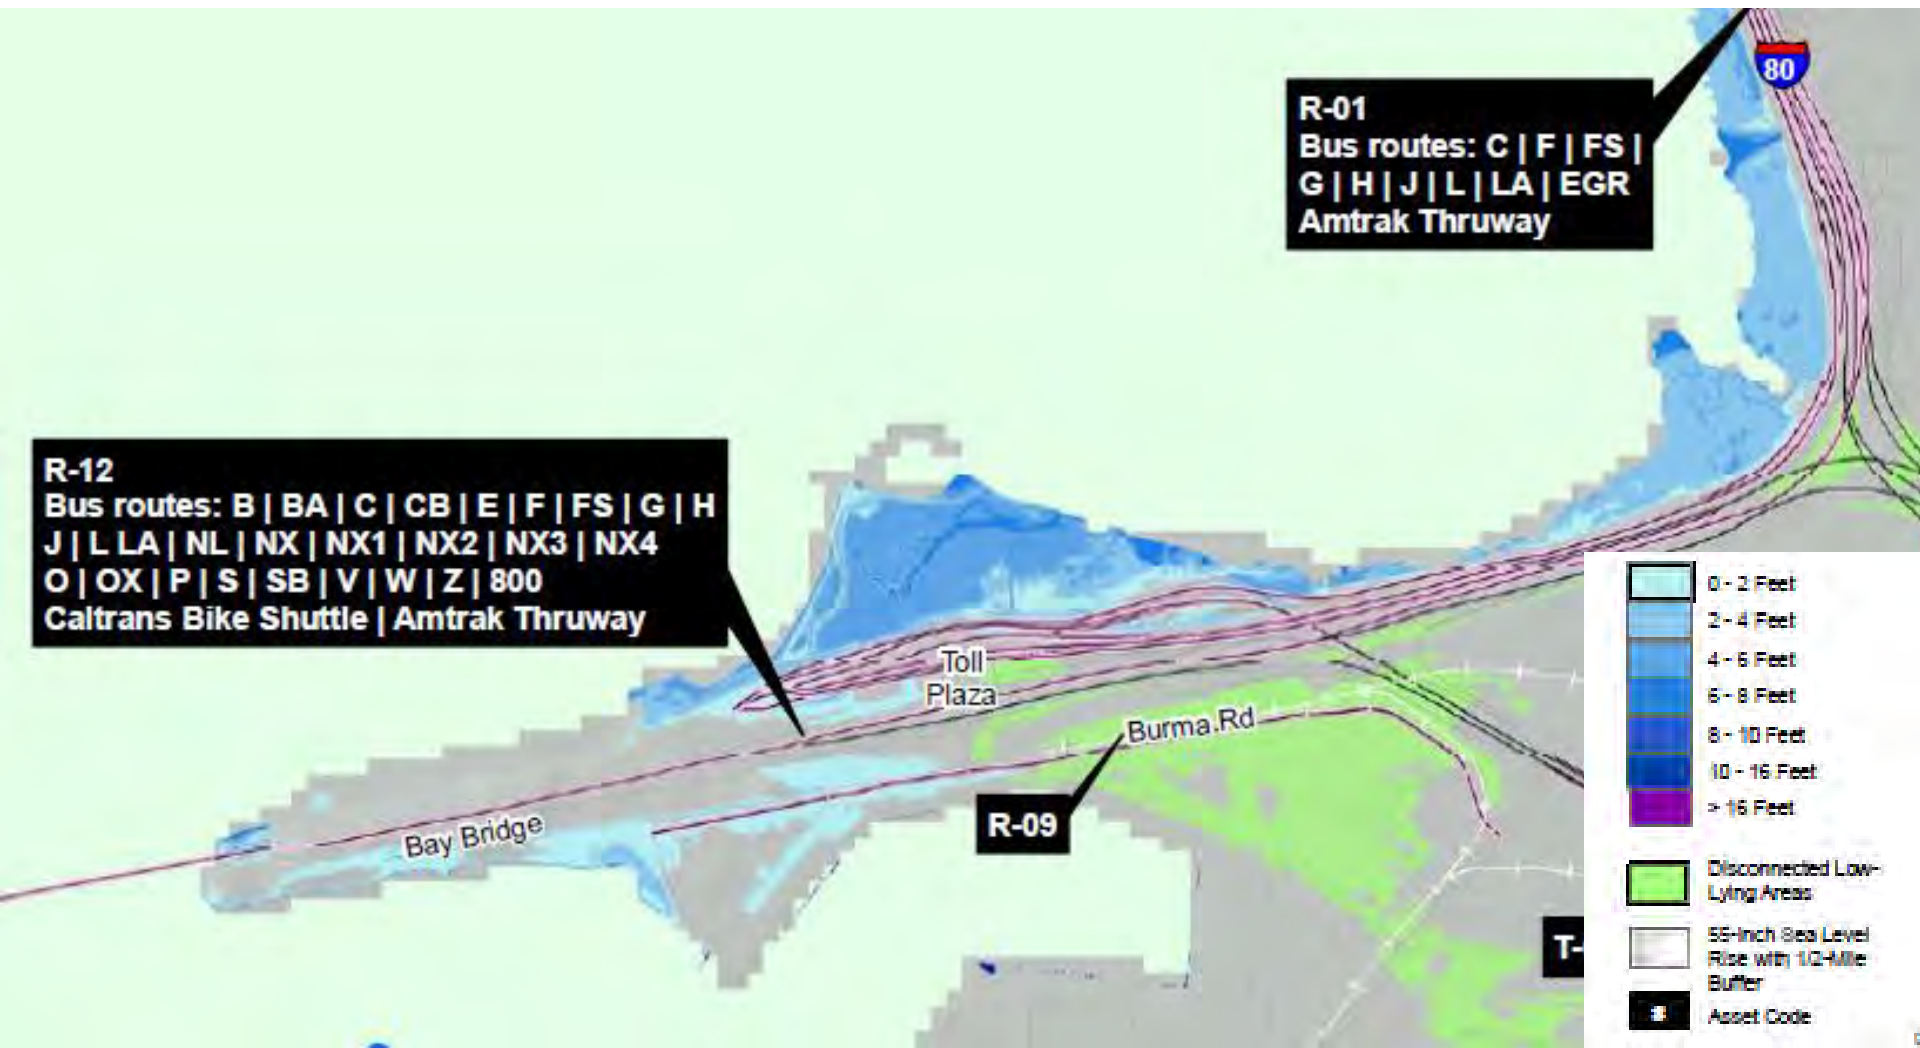 80
R-01
Bus routes: C | F | FS |
G | H | J | L | LA | EGR
Amtrak Thruway
R-12
Bus routes: B | BA | C | CB | E | F | FS | G | H
J | L LA | NL | NX | NX1 | NX2 | NX3 | NX4
O | OX | P | S | SB | V | W | Z | 800
Caltrans Bike Shuttle | Amtrak Thruway
Toll
Plaza
Burma Rd
R-09
Bay Bridge
T-
0 - 2 Feet
2 - 4 Feet
4 - 6 Feet
6 - 8 Feet
8 - 10 Feet
10 - 16 Feet
> 16 Feet
Disconnected Low-
Lying Areas
55-inch Sea Level
Rise with 1/2-Mile
Buffer
#
Asset Code